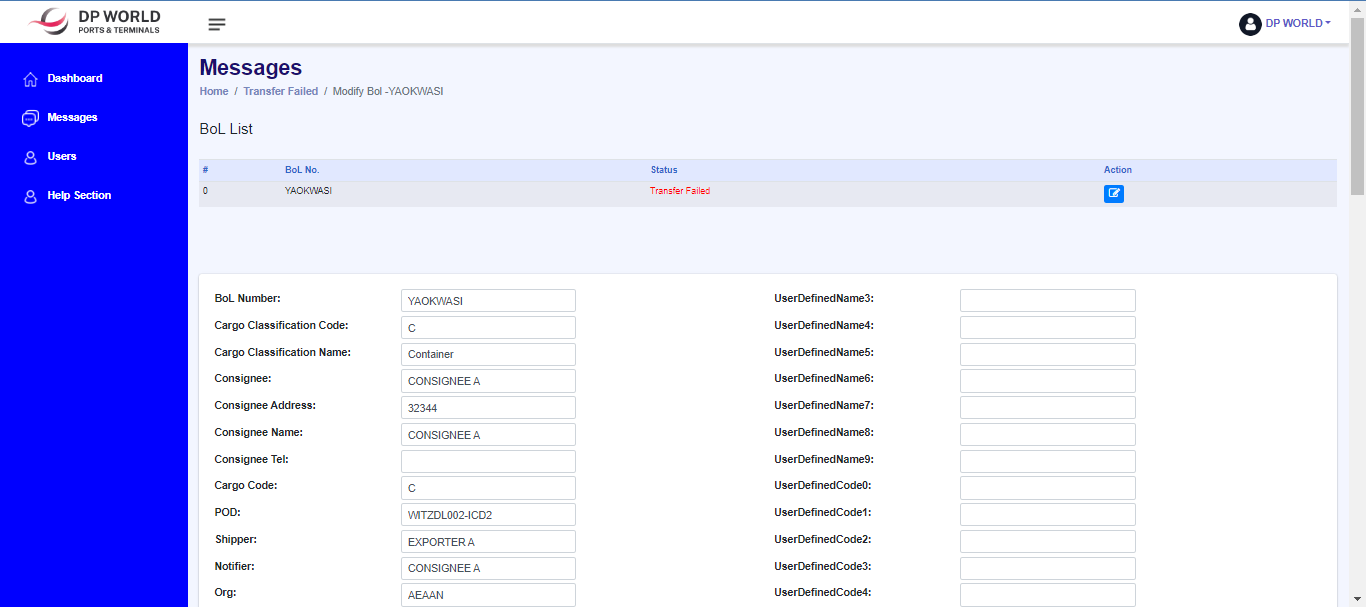 DP WORLD
PORTS & TERMINALS
DP WORLD
Dashboard
Messages
Users
Help Section
Messages
Home / Transfer Failed / Modify Bol -YAOKWASI
BoL List
# BoL No. Status Action
0 YAOKWASI Transfer Failed
BoL Number: YAOKWASI UserDefinedName3:
Cargo Classification Code: C UserDefinedName4:
Cargo Classification Name: Container UserDefinedName5:
Consignee: CONSIGNEE A UserDefinedName6:
Consignee Address: 32344 UserDefinedName7:
Consignee Name: CONSIGNEE A UserDefinedName8:
Consignee Tel: UserDefinedName9:
Cargo Code: C UserDefinedCode0:
POD: WITZDL002-ICD2 UserDefinedCode1:
Shipper: EXPORTER A UserDefinedCode2:
Notifier: CONSIGNEE A UserDefinedCode3:
Org: AEAAN UserDefinedCode4: